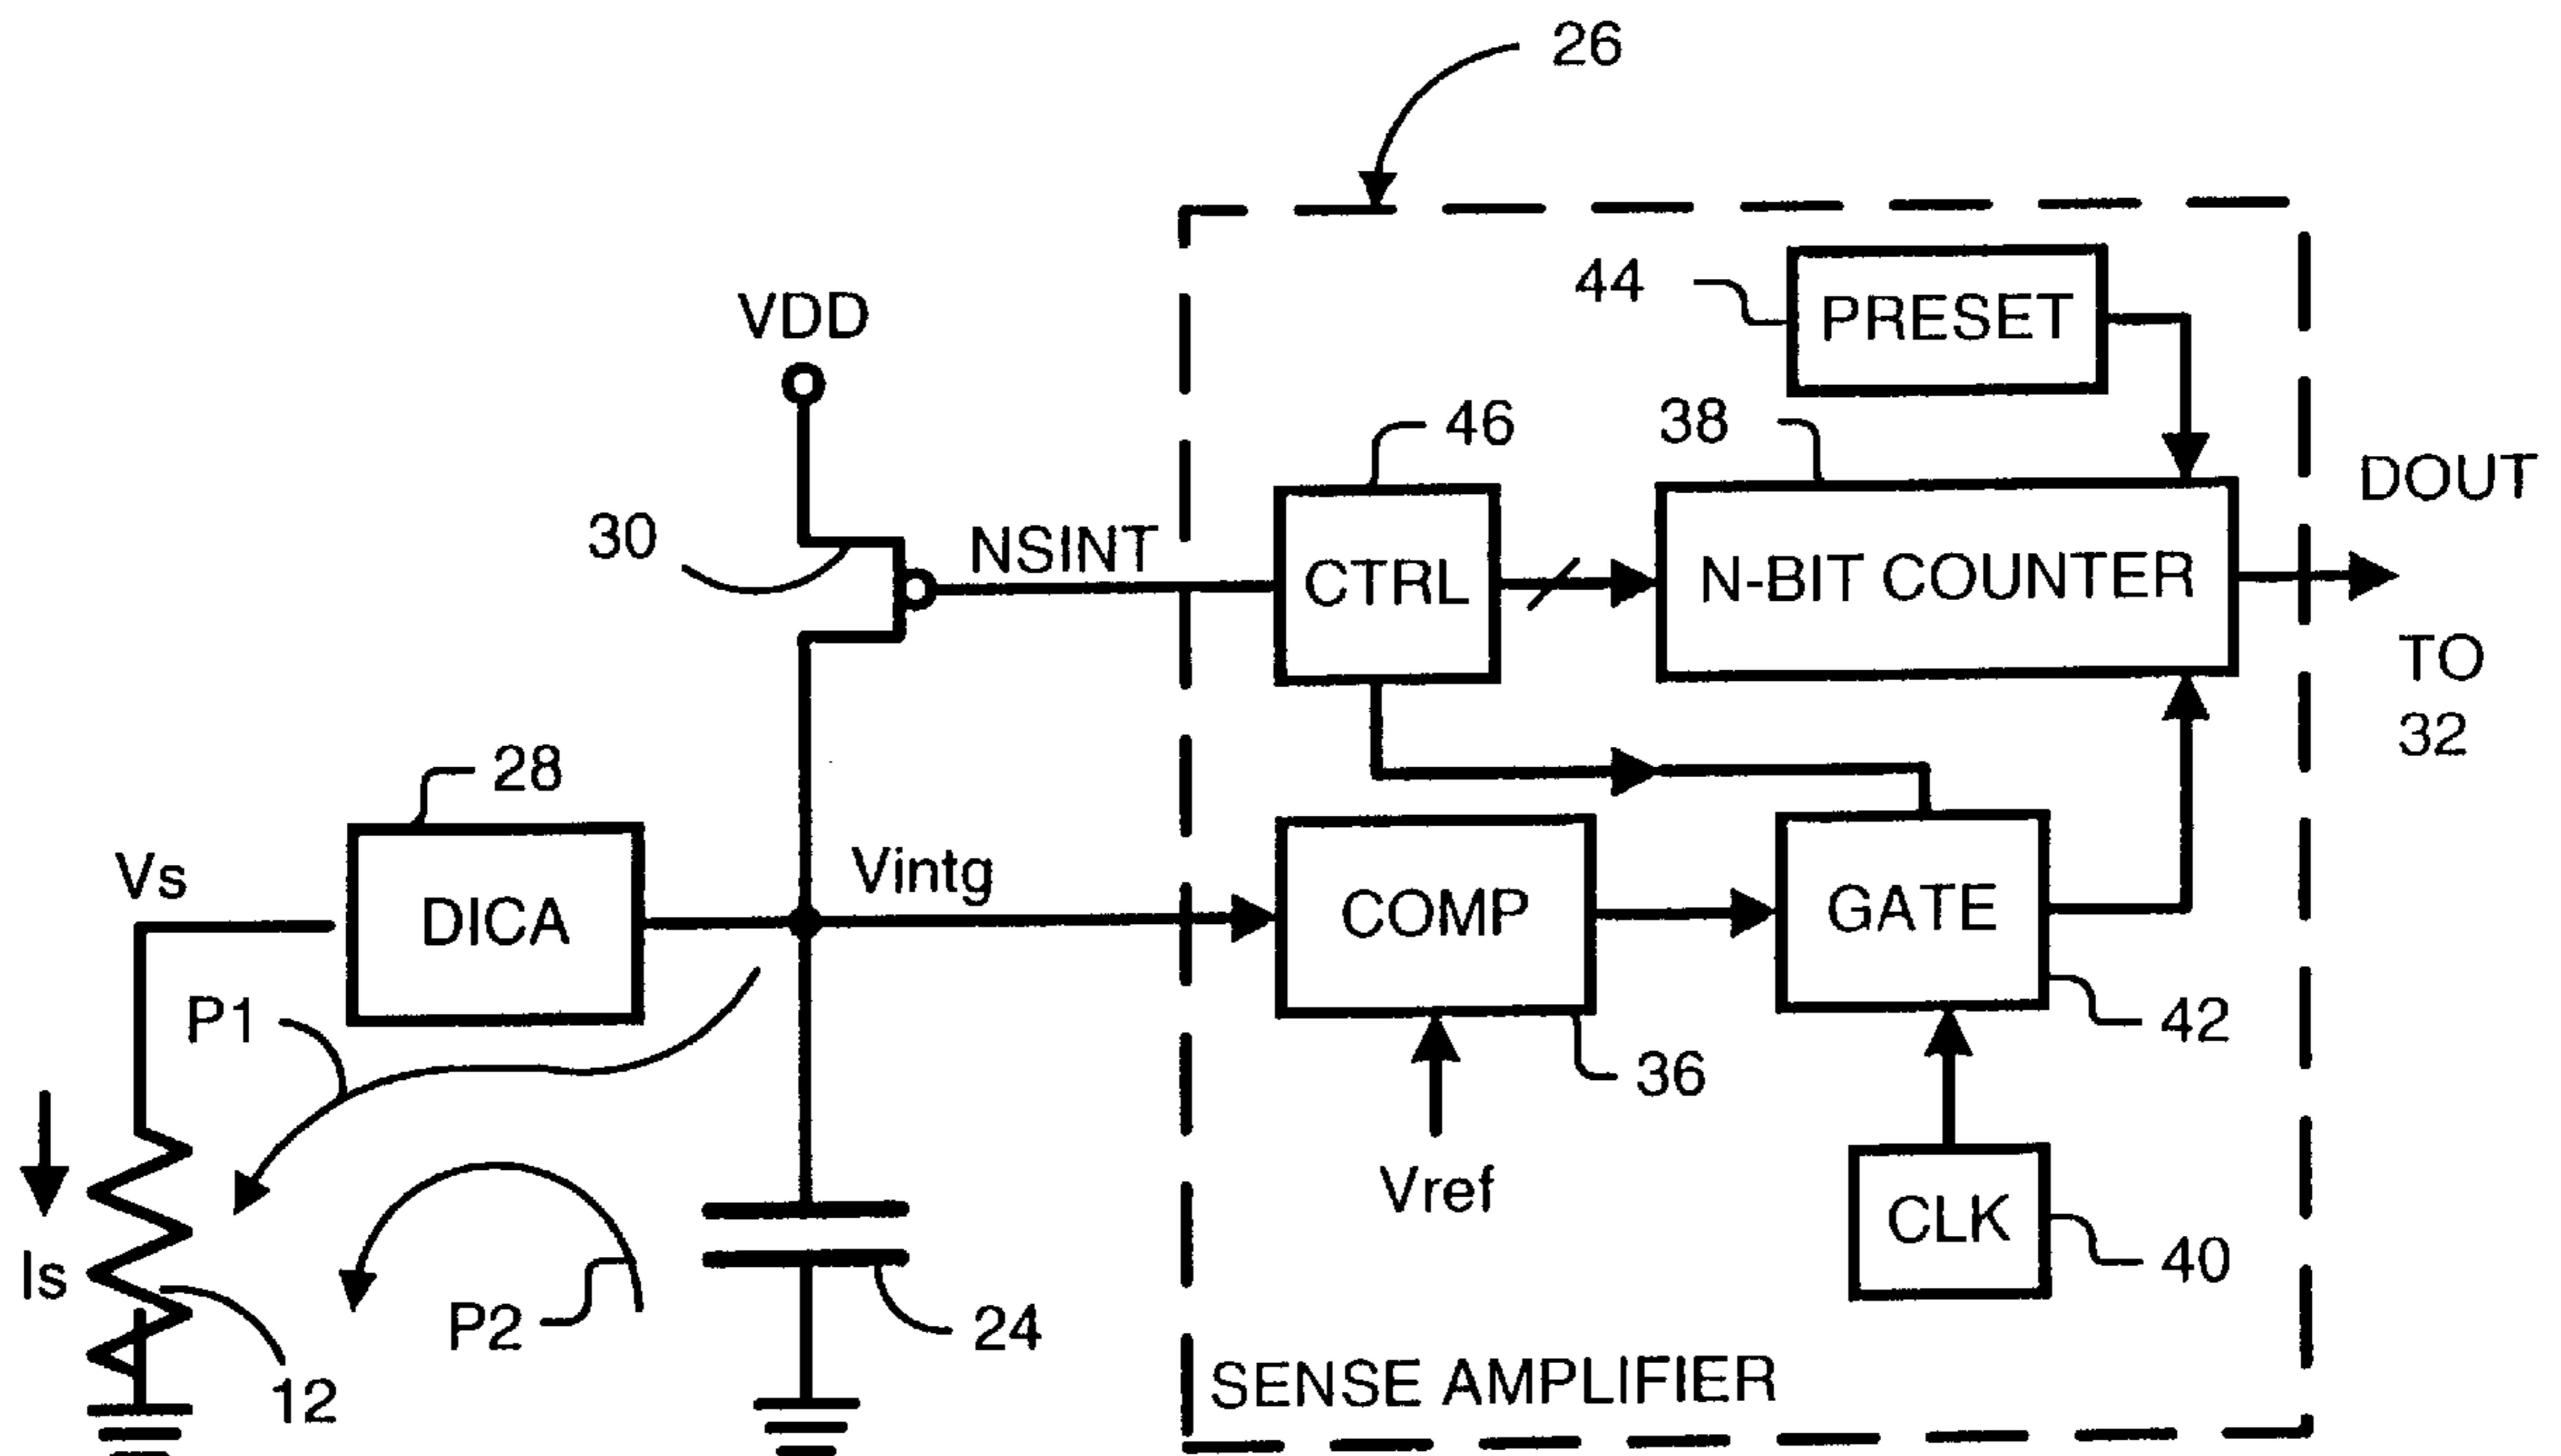 26
44
PRESET
VDD
46
38
DOUT
30
NSINT
CTRL
N-BIT COUNTER
TO
32
28
Vs
DICA
Vintg
COMP
GATE
P1
42
36
Vref
Is
P2
24
CLK
40
12
SENSE AMPLIFIER